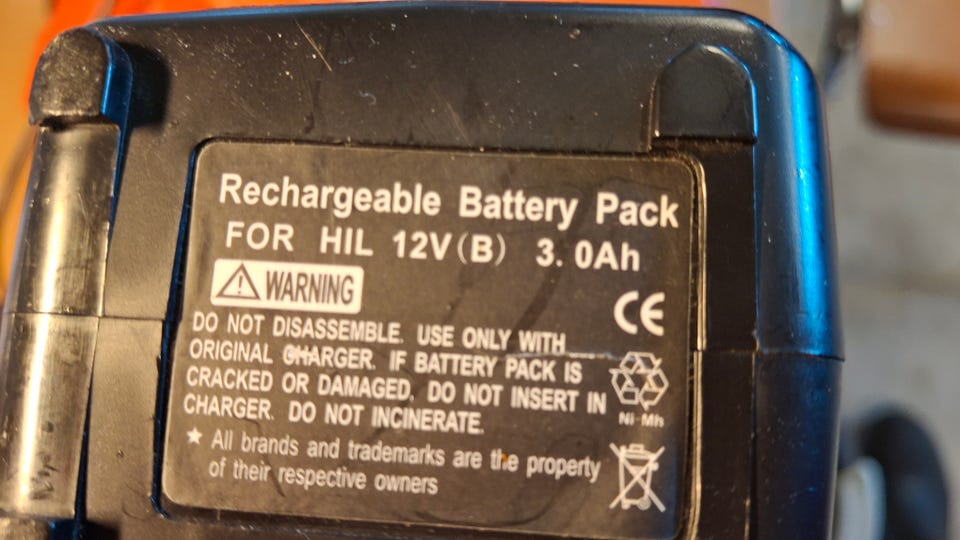 Rechargeable Battery Pack
FOR HIL 12V(B) 3.0Ah
WARNING
CE
DO NOT DISASSEMBLE. USE ONLY WITH
ORIGINAL CHARGER. IF BATTERY PACK IS
CRACKED OR DAMAGED, DO NOT INSERT IN
CHARGER. DO NOT INCINERATE.
Ni-Mh
★ All brands and trademarks are the property
of their respective owners